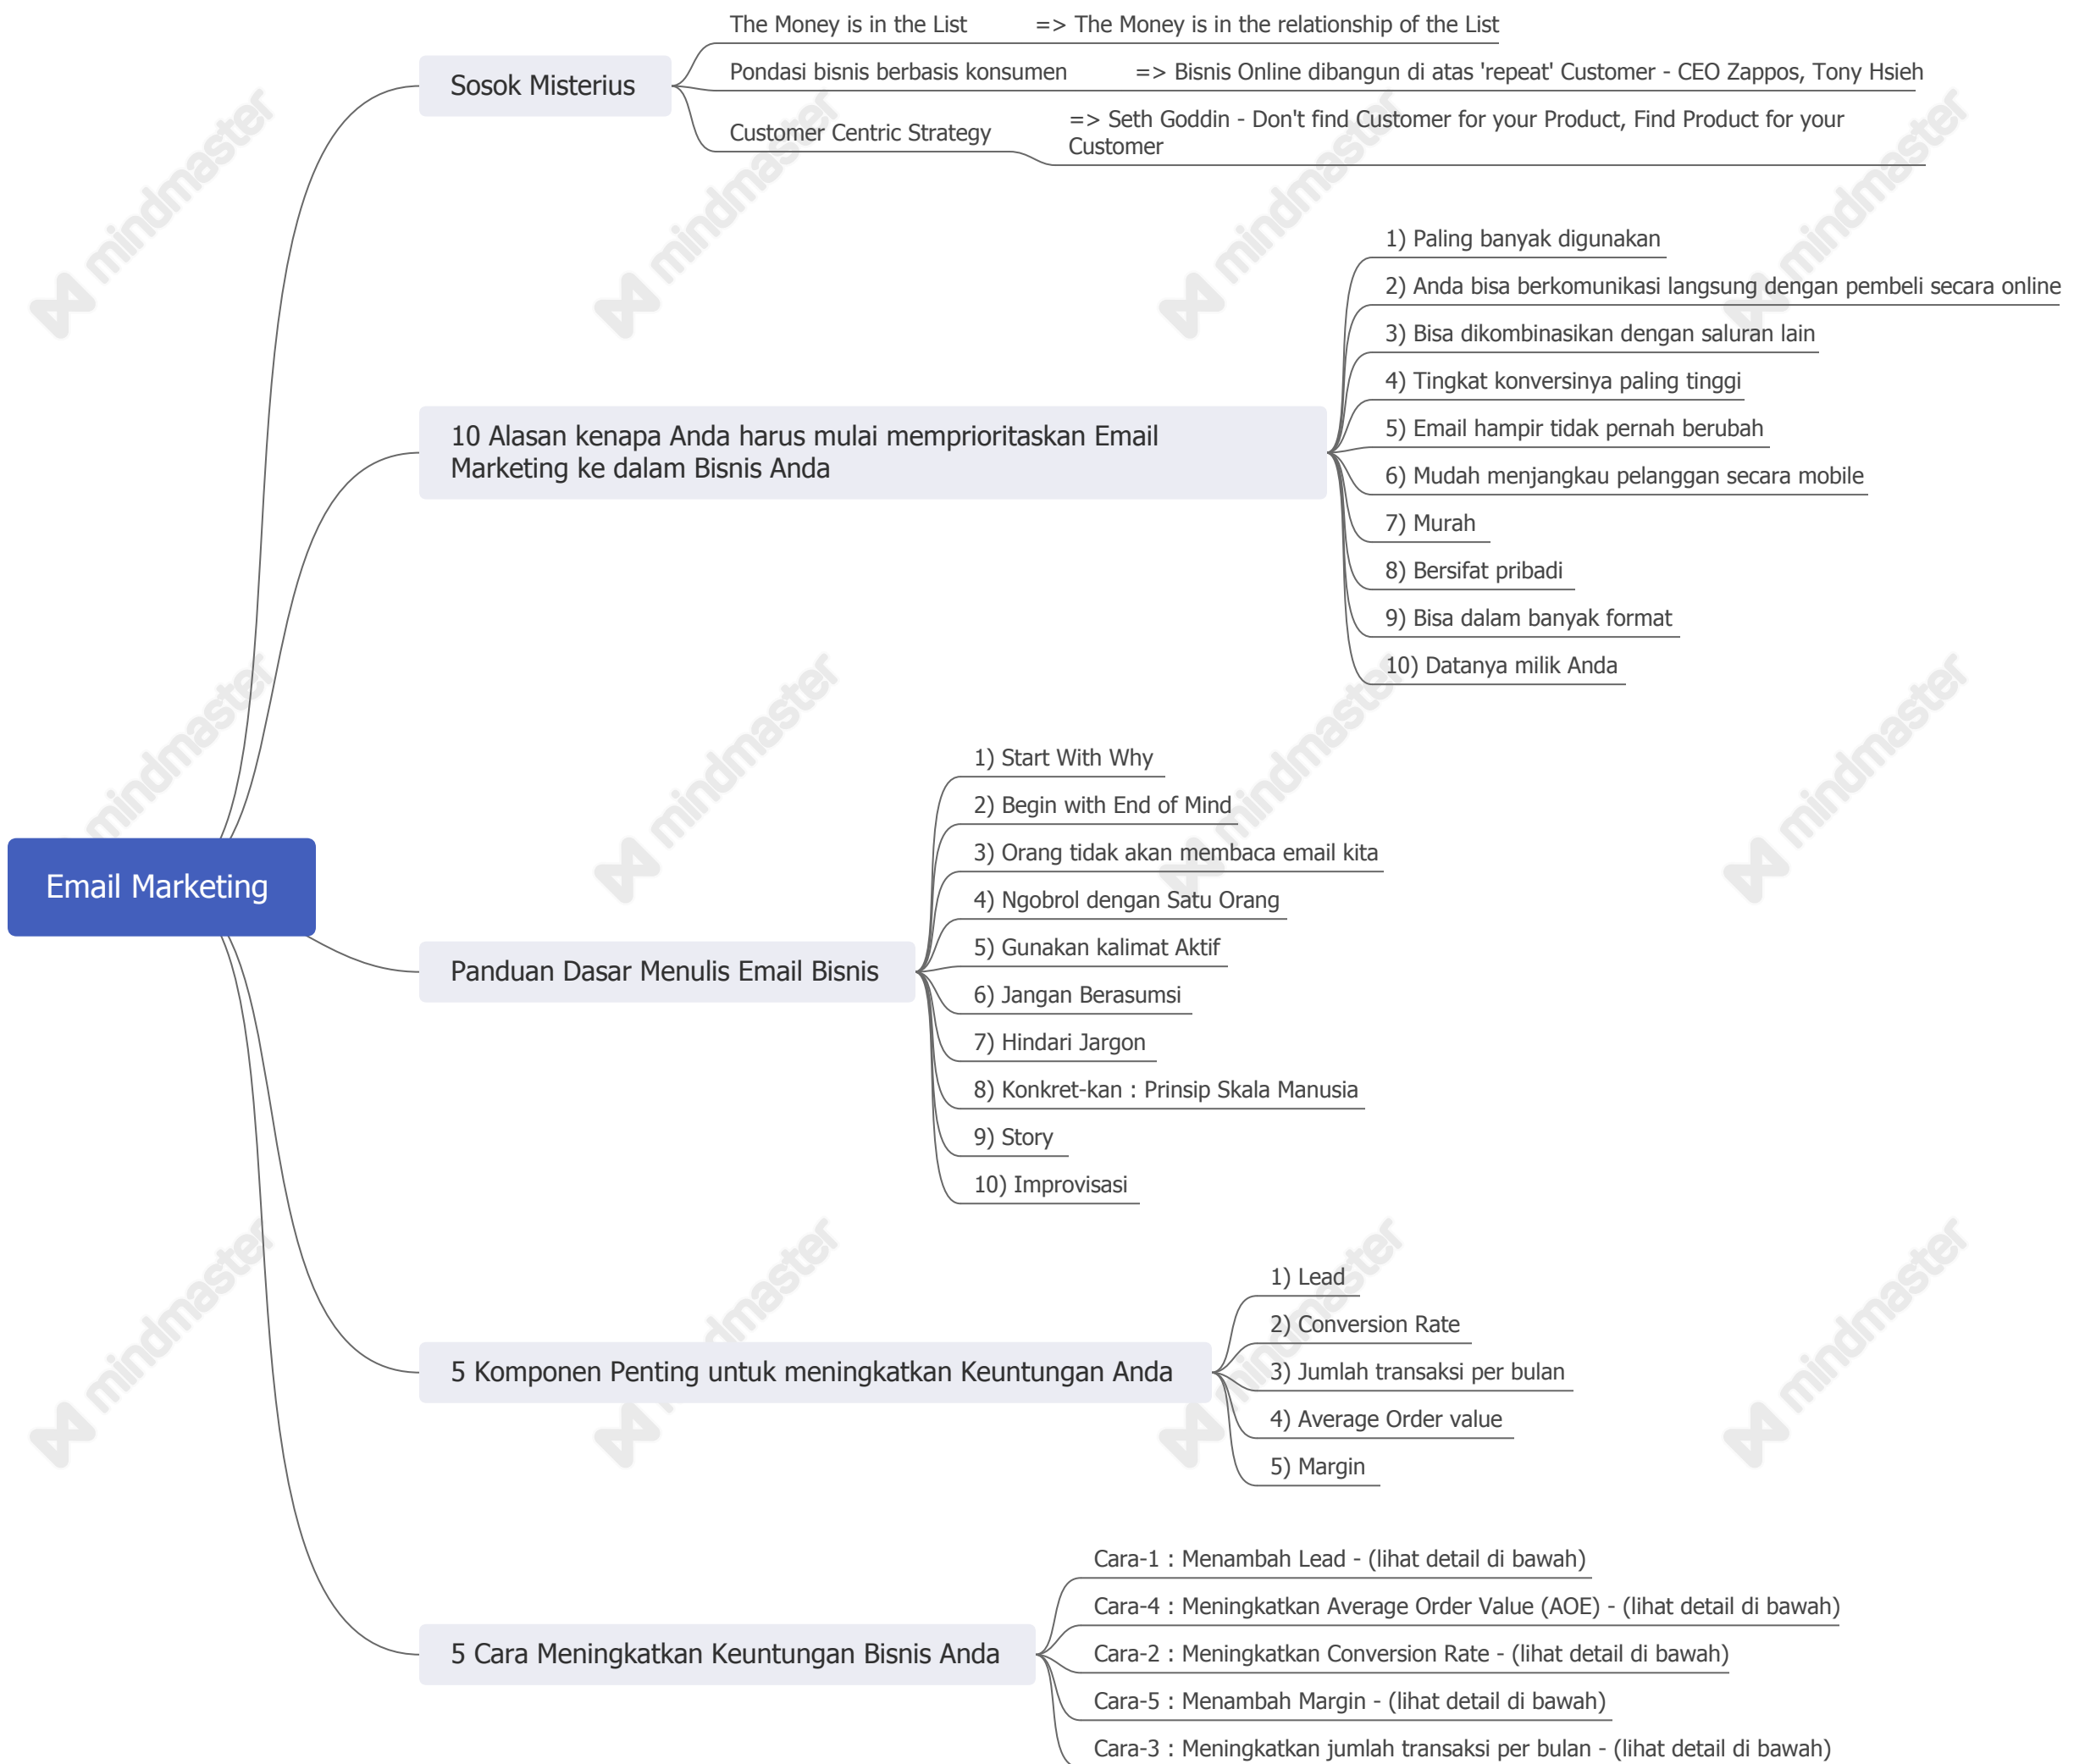 The Money is in the List => The Money is in the relationship of the List
Sosok Misterius
Pondasi bisnis berbasis konsumen => Bisnis Online dibangun di atas 'repeat' Customer - CEO Zappos, Tony Hsieh
Customer Centric Strategy
=> Seth Goddin - Don't find Customer for your Product, Find Product for your
Customer
10 Alasan kenapa Anda harus mulai memprioritaskan Email
Marketing ke dalam Bisnis Anda
1) Paling banyak digunakan
2) Anda bisa berkomunikasi langsung dengan pembeli secara online
3) Bisa dikombinasikan dengan saluran lain
4) Tingkat konversinya paling tinggi
5) Email hampir tidak pernah berubah
6) Mudah menjangkau pelanggan secara mobile
7) Murah
8) Bersifat pribadi
9) Bisa dalam banyak format
10) Datanya milik Anda
Email Marketing
Panduan Dasar Menulis Email Bisnis
1) Start With Why
2) Begin with End of Mind
3) Orang tidak akan membaca email kita
4) Ngobrol dengan Satu Orang
5) Gunakan kalimat Aktif
6) Jangan Berasumsi
7) Hindari Jargon
8) Konkret-kan : Prinsip Skala Manusia
9) Story
10) Improvisasi
5 Komponen Penting untuk meningkatkan Keuntungan Anda
1) Lead
2) Conversion Rate
3) Jumlah transaksi per bulan
4) Average Order value
5) Margin
5 Cara Meningkatkan Keuntungan Bisnis Anda
Cara-1 : Menambah Lead - (lihat detail di bawah)
Cara-4 : Meningkatkan Average Order Value (AOE) - (lihat detail di bawah)
Cara-2 : Meningkatkan Conversion Rate - (lihat detail di bawah)
Cara-5 : Menambah Margin - (lihat detail di bawah)
Cara-3 : Meningkatkan jumlah transaksi per bulan - (lihat detail di bawah)
mindmaster
mindmaster
mindmaster
mindmaster
mindmaster
mindmaster
mindmaster
mindmaster
mindmaster
mindmaster
mindmaster
mindmaster